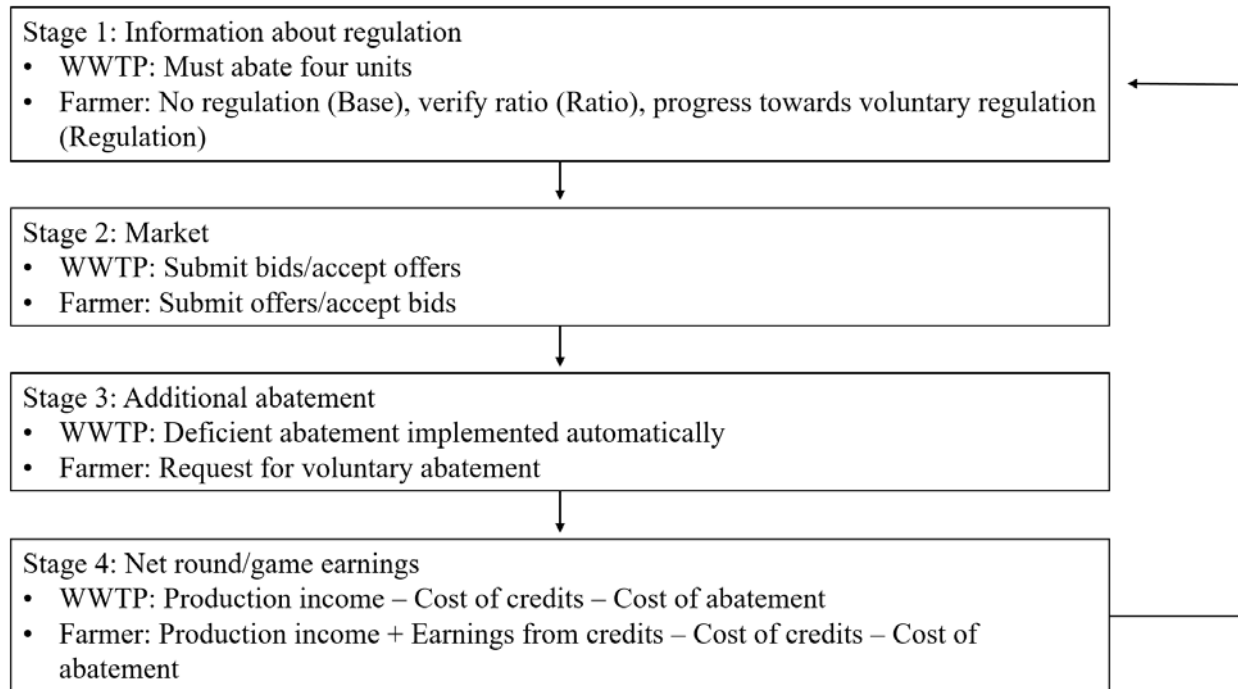 Stage 1: Information about regulation
• WWTP: Must abate four units
• Farmer: No regulation (Base), verify ratio (Ratio), progress towards voluntary regulation
(Regulation)
Stage 2: Market
• WWTP: Submit bids/accept offers
• Farmer: Submit offers/accept bids
Stage 3: Additional abatement
• WWTP: Deficient abatement implemented automatically
• Farmer: Request for voluntary abatement
Stage 4: Net round/game earnings
• WWTP: Production income – Cost of credits – Cost of abatement
• Farmer: Production income + Earnings from credits – Cost of credits – Cost of
abatement